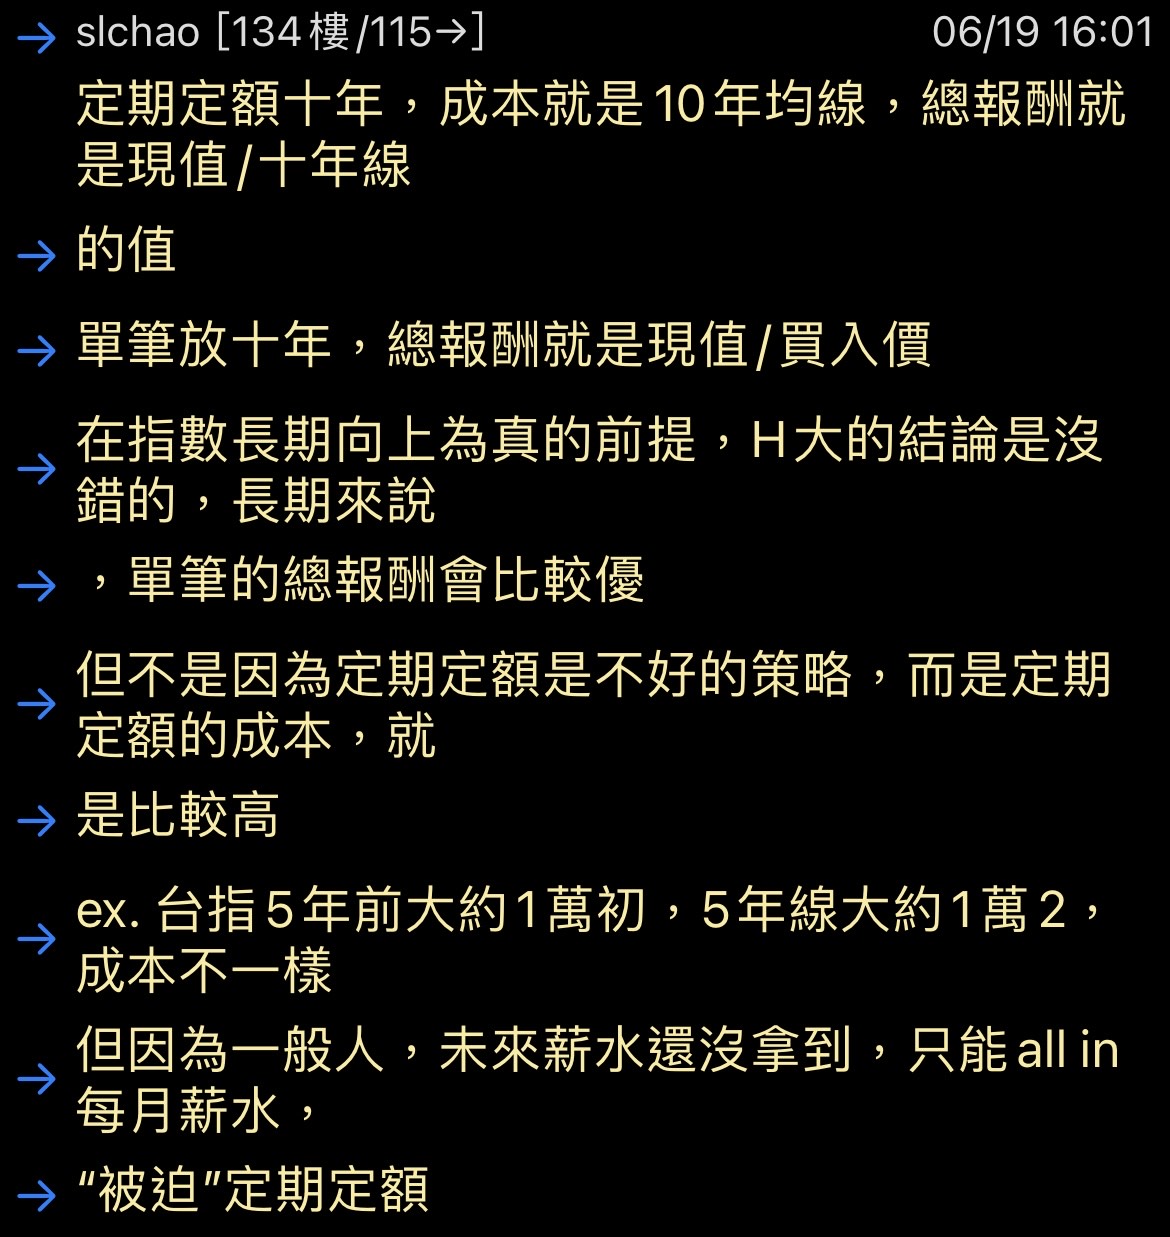 → slchao [134樓/115→] 06/19 16:01
定期定額十年，成本就是10年均線，總報酬就
是現值/十年線
→ 的值
→ 單筆放十年，總報酬就是現值/買入價
→ 在指數長期向上為真的前提，H大的結論是沒
錯的，長期來說
→ ，單筆的總報酬會比較優
→ 但不是因為定期定額是不好的策略，而是定期
定額的成本，就
→ 是比較高
→ ex. 台指5年前大約1萬初，5年線大約1萬2，
成本不一樣
→ 但因為一般人，未來薪水還沒拿到，只能all in
每月薪水，
→ “被迫”定期定額